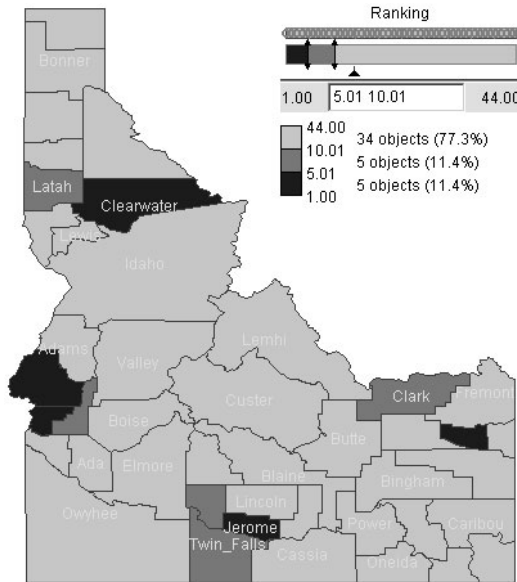 Ranking
1.00 5.01 10.01 44.00
44.00
10.01
5.01
1.00
34 objects (77.3%)
5 objects (11.4%)
5 objects (11.4%)
Bonner
Latah
Clearwater
Lewis
Idaho
Adams
Valley
Lemhi
Custer
Clark
Fremont
Boise
Butte
Ada
Elmore
Blaine
Bingham
Owyhee
Lincoln
Jerome
Twin_Falls
Power
Caribou
Cassia
Oneida